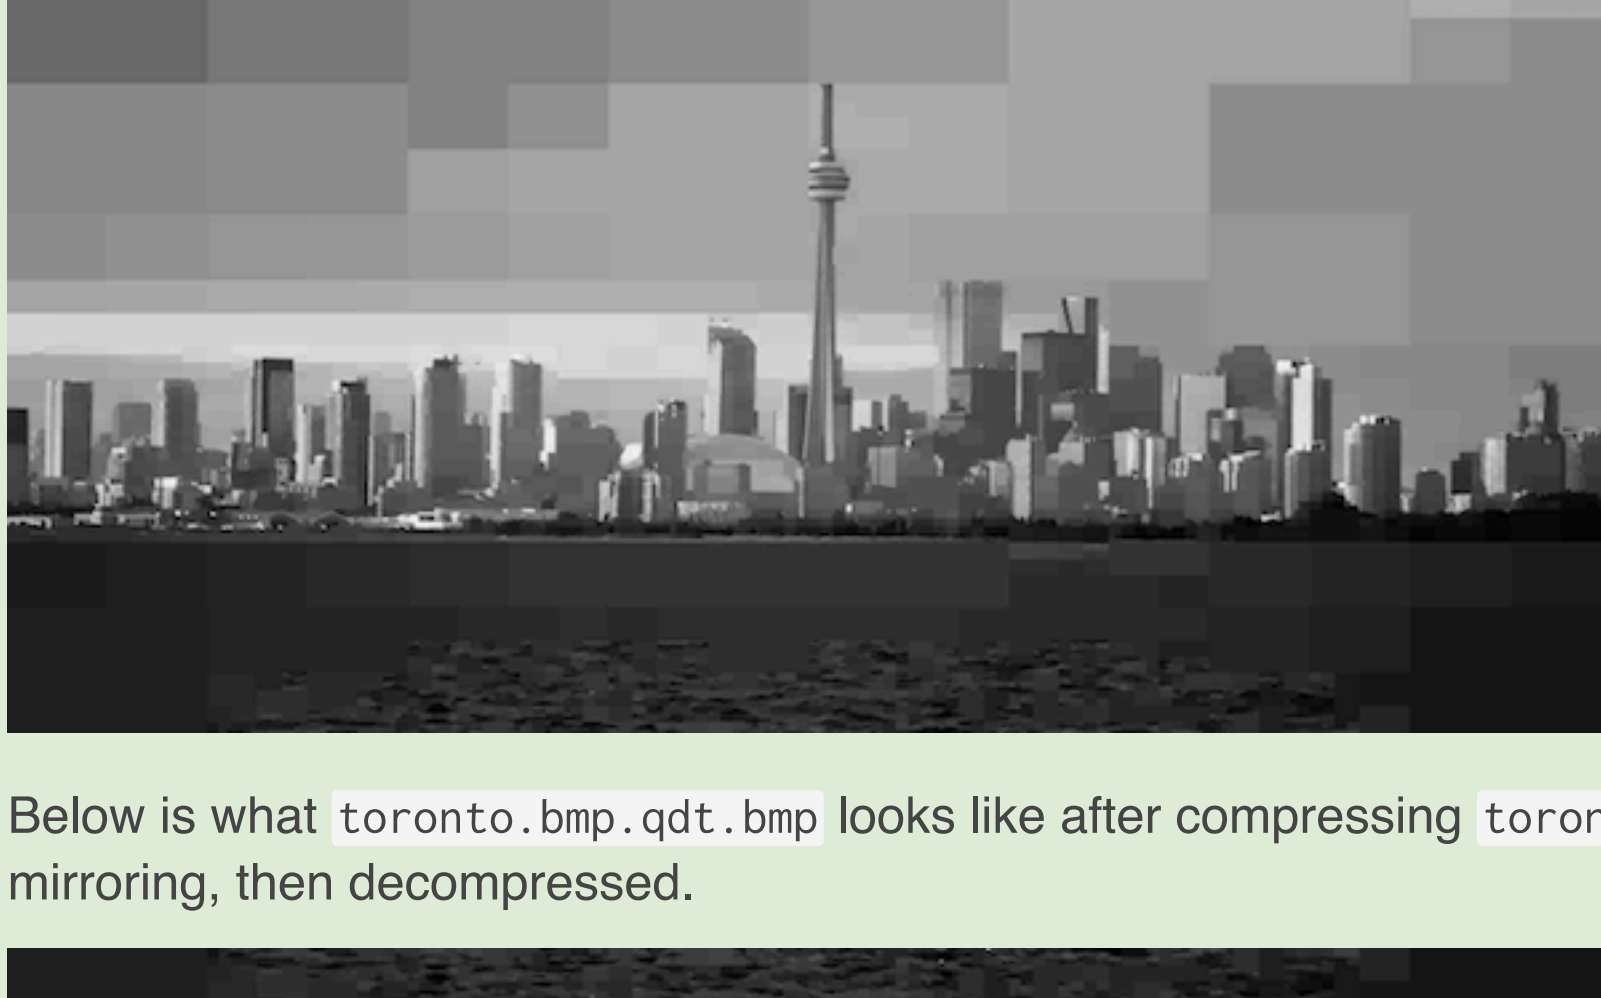 Below is what toronto.bmp.qdt.bmp looks like after compressing
mirroring, then decompressed.